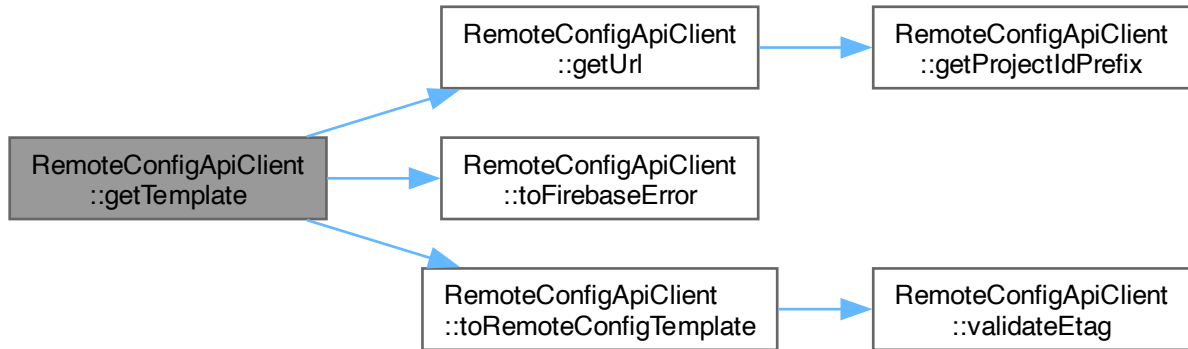 RemoteConfigApiClient
::getUrl
RemoteConfigApiClient
::getProjectIdPrefix
RemoteConfigApiClient
::getTemplate
RemoteConfigApiClient
::toFirebaseError
RemoteConfigApiClient
::toRemoteConfigTemplate
RemoteConfigApiClient
::validateEtag